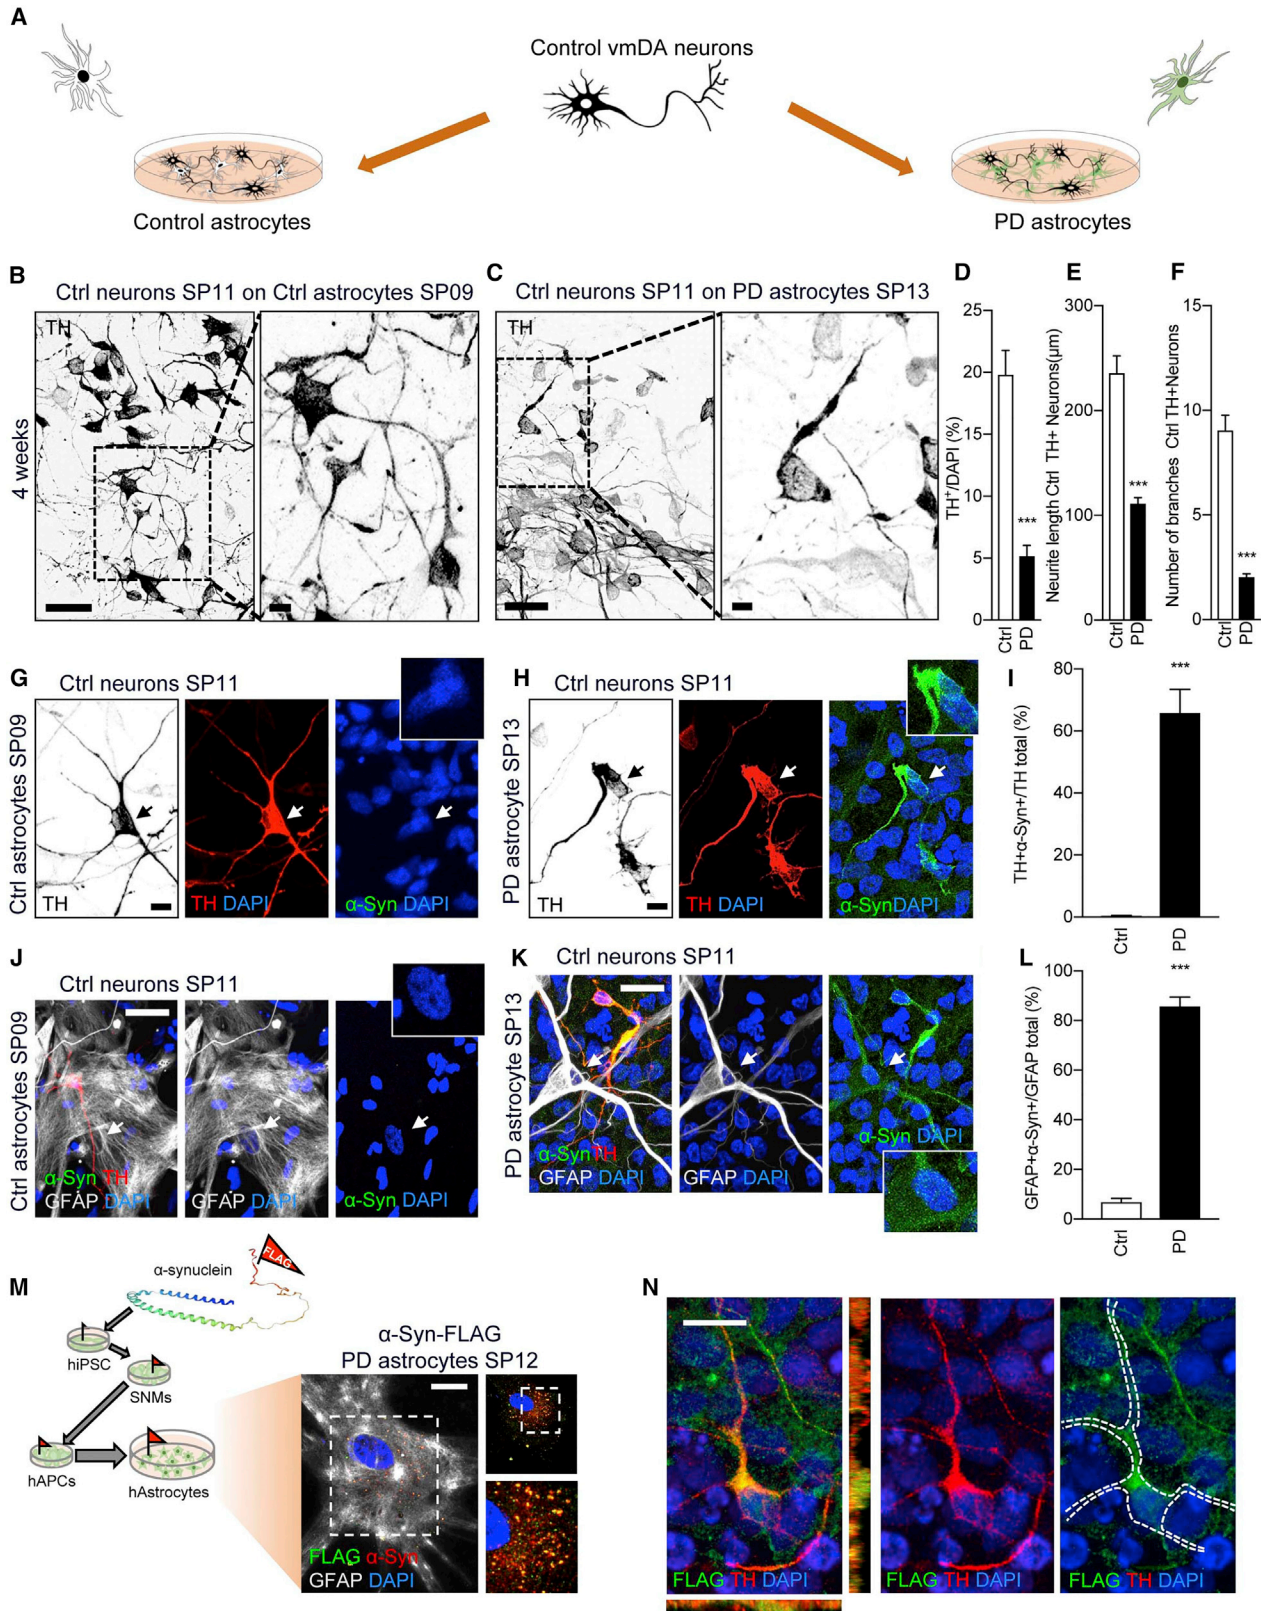 A
Control vmDA neurons
Control astrocytes
PD astrocytes
B
Ctrl neurons SP11 on Ctrl astrocytes SP09
4 weeks
TH
C
Ctrl neurons SP11 on PD astrocytes SP13
TH
D
TH⁺/DAPI (%)
25
20
15
10
5
0
***
Ctrl
PD
E
Neurite length Ctrl TH+ Neurons(µm)
300
200
100
0
***
Ctrl
PD
F
Number of branches Ctrl TH+Neurons
15
10
5
0
***
Ctrl
PD
G
Ctrl neurons SP11
Ctrl astrocytes SP09
TH
TH DAPI
α-Syn DAPI
H
Ctrl neurons SP11
PD astrocyte SP13
TH
TH DAPI
α-SynDAPI
I
TH+α-Syn+/TH total (%)
80
60
40
20
0
***
Ctrl
PD
J
Ctrl neurons SP11
Ctrl astrocytes SP09
α-Syn TH
GFAP DAPI
GFAP DAPI
α-Syn DAPI
K
Ctrl neurons SP11
PD astrocyte SP13
α-SynTH
GFAP DAPI
GFAP DAPI
α-Syn DAPI
L
GFAP+α-Syn+/GFAP total (%)
100
80
60
40
20
0
***
Ctrl
PD
M
α-synuclein
FLAG
hiPSC
SNMs
hAPCs
hAstrocytes
α-Syn-FLAG
PD astrocytes SP12
FLAG α-Syn
GFAP DAPI
N
FLAG TH DAPI
FLAG TH DAPI
FLAG TH DAPI